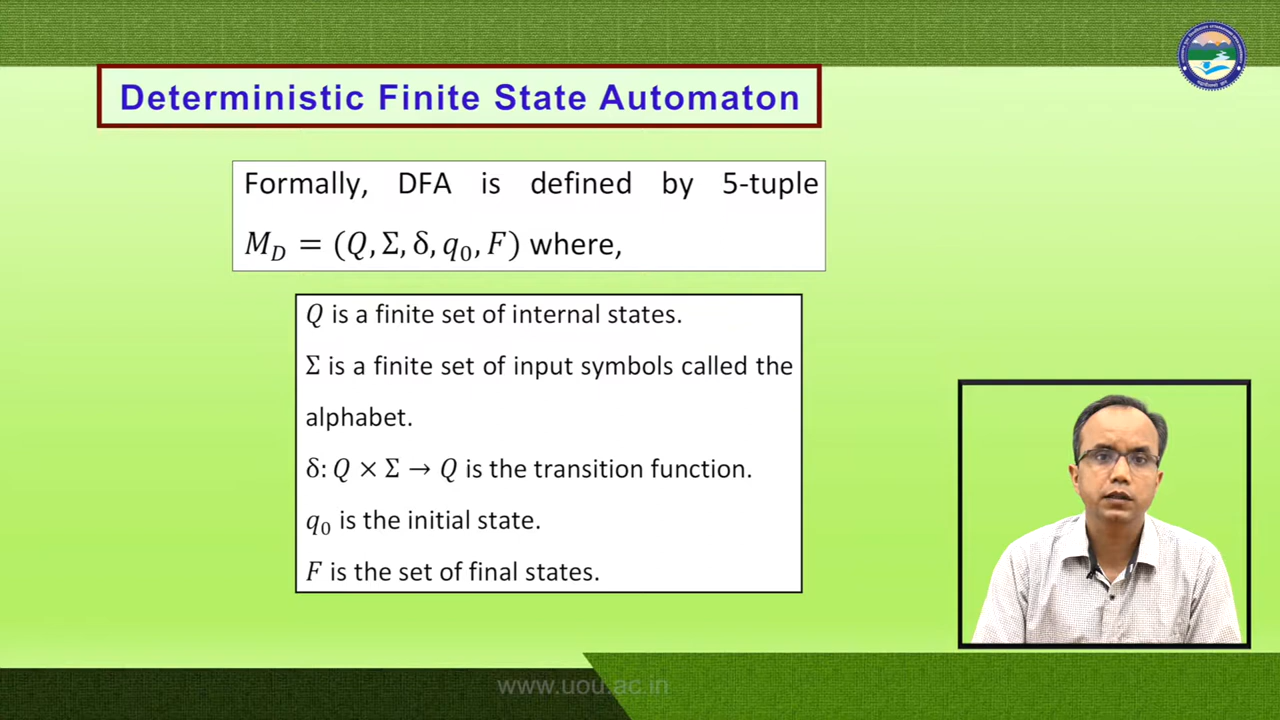 Deterministic Finite State Automaton
Formally, DFA is defined by 5-tuple
M_D = (Q, Σ, δ, q₀, F) where,
Q is a finite set of internal states.
Σ is a finite set of input symbols called the
alphabet.
δ: Q × Σ → Q is the transition function.
q₀ is the initial state.
F is the set of final states.
www.uou.ac.in